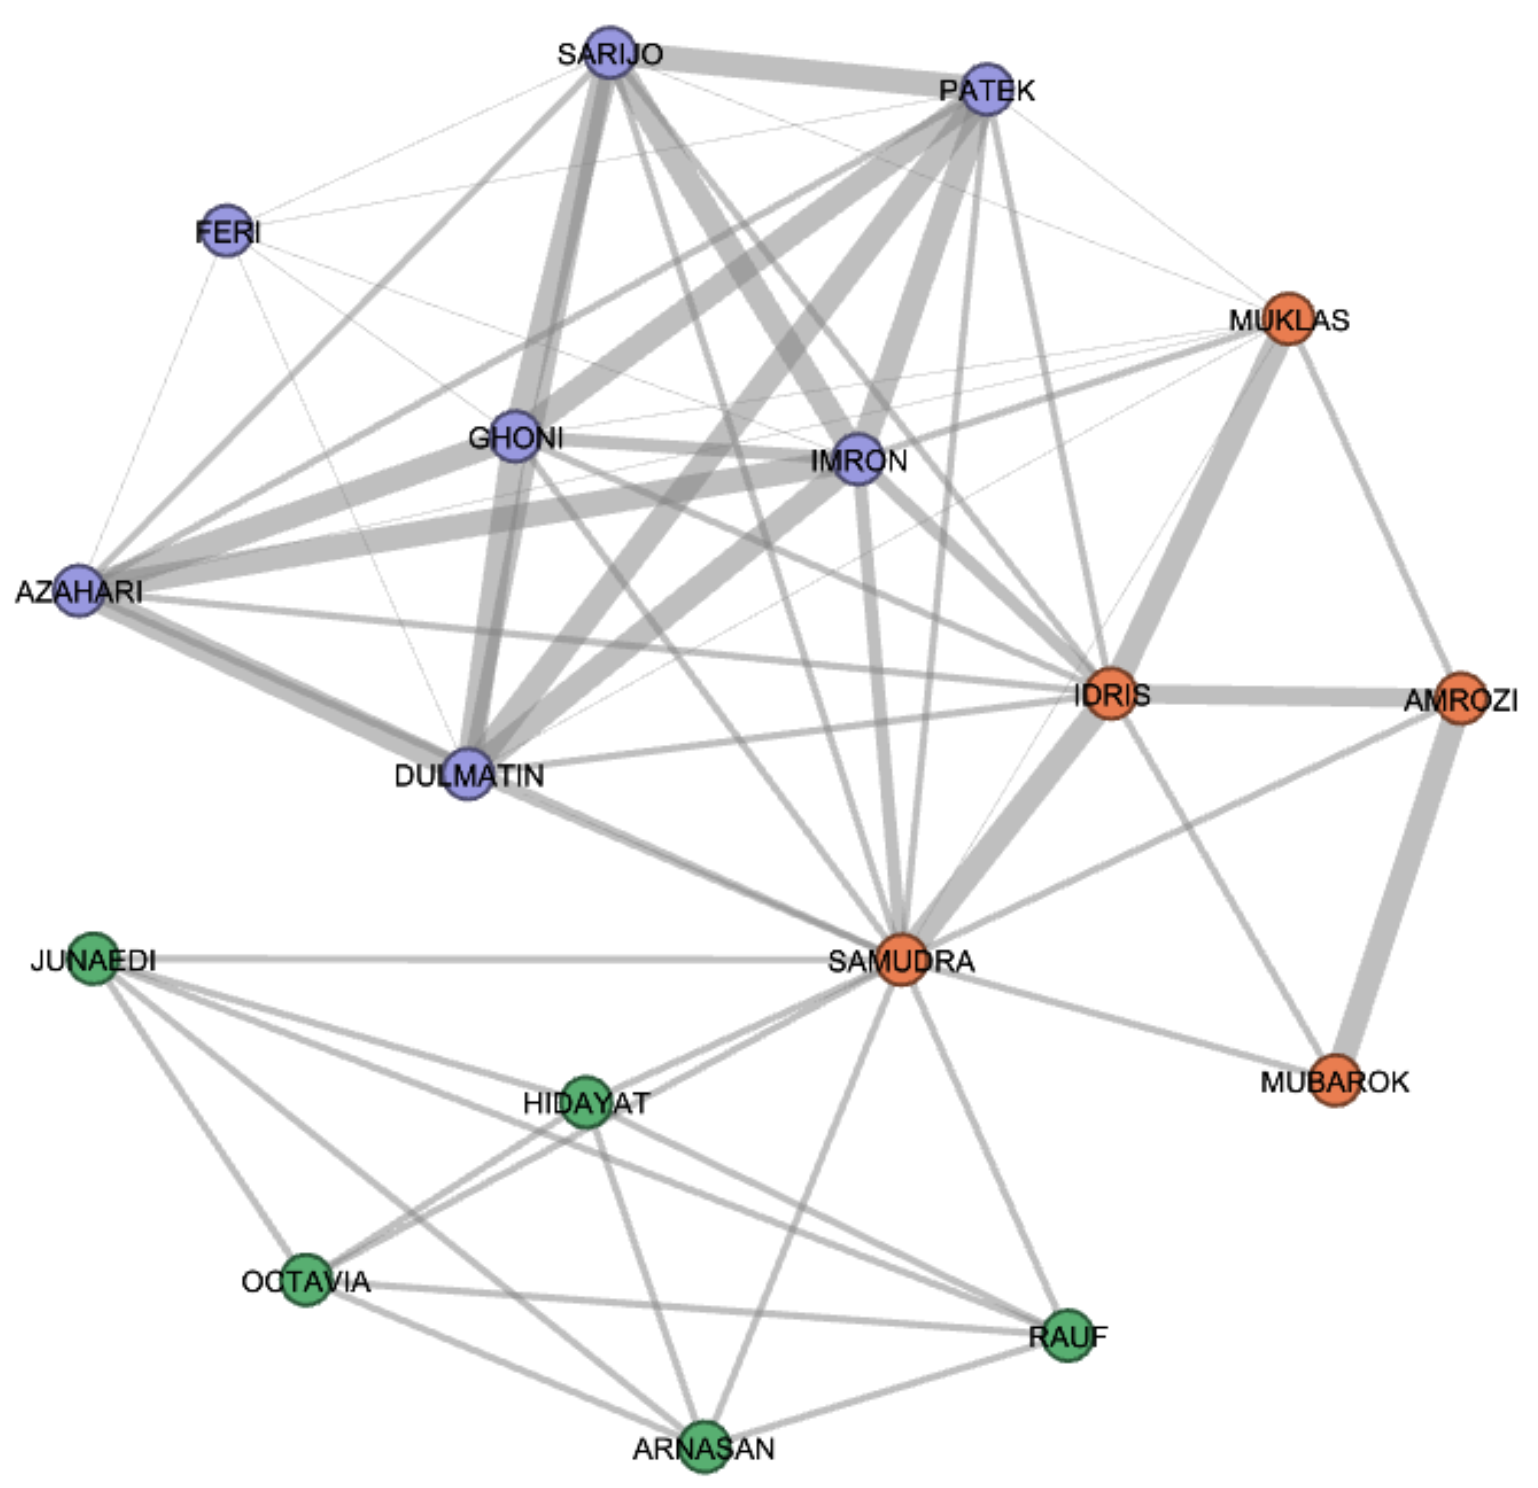 SARIJO
PATEK
FERI
MUKLAS
GHONI
IMRON
AZAHARI
IDRIS
AMROZI
DULMATIN
JUNAEDI
SAMUDRA
MUBAROK
HIDAYAT
OCTAVIA
RAUF
ARNASAN